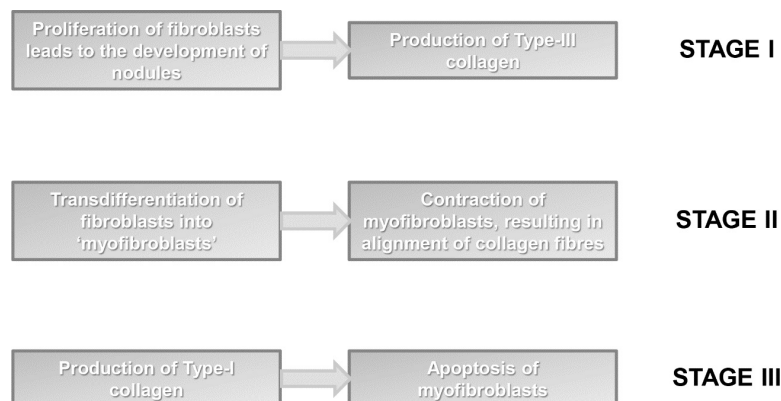 Proliferation of fibroblasts
leads to the development of
nodules
Production of Type-III
collagen
STAGE I
Transdifferentiation of
fibroblasts into
‘myofibroblasts’
Contraction of
myofibroblasts, resulting in
alignment of collagen fibres
STAGE II
Production of Type-I
collagen
Apoptosis of
myofibroblasts
STAGE III